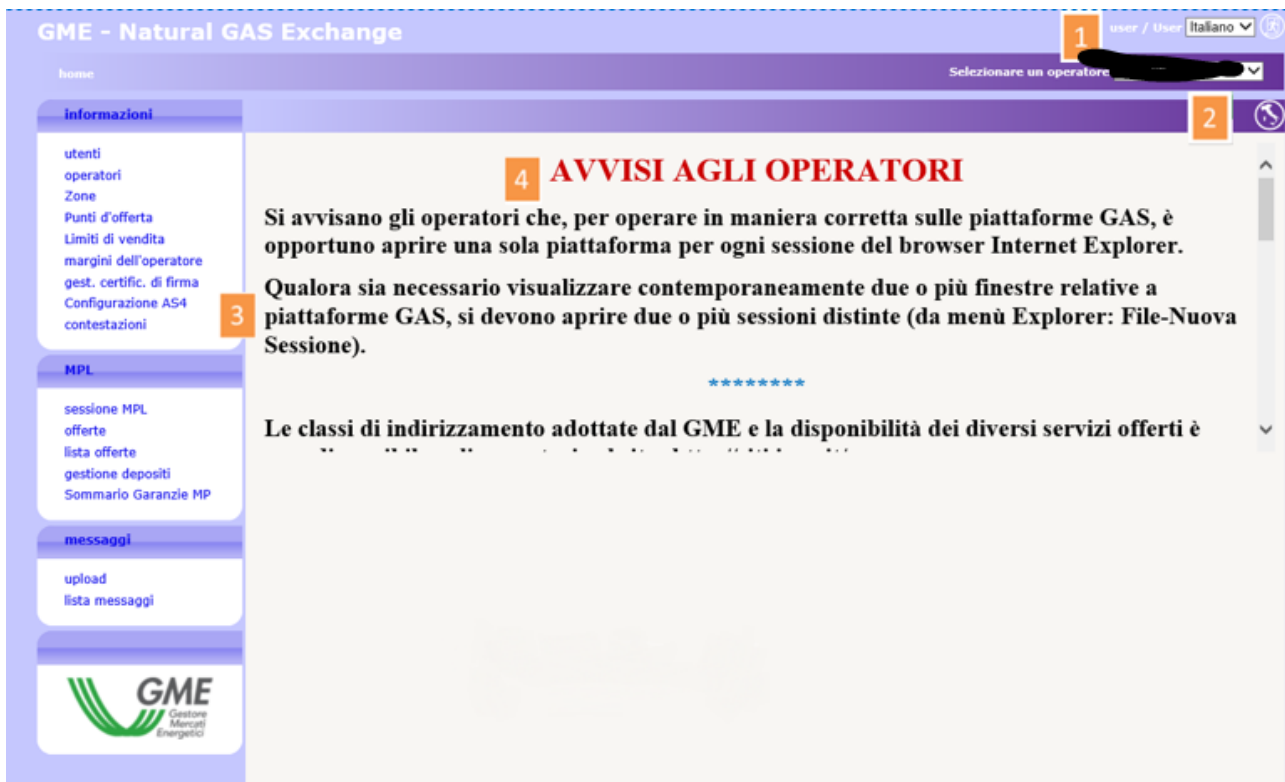 GME - Natural GAS Exchange
1
user / User Italiano
home
Selezionare un operatore
2
informazioni
utenti
operatori
Zone
Punti d'offerta
Limiti di vendita
margini dell'operatore
gest. certific. di firma
Configurazione AS4
contestazioni
3
MPL
sessione MPL
offerte
lista offerte
gestione depositi
Sommario Garanzie MP
messaggi
upload
lista messaggi
GME
Gestore
Mercati
Energetici
4
AVVISI AGLI OPERATORI
Si avvisano gli operatori che, per operare in maniera corretta sulle piattaforme GAS, è
opportuno aprire una sola piattaforma per ogni sessione del browser Internet Explorer.
Qualora sia necessario visualizzare contemporaneamente due o più finestre relative a
piattaforme GAS, si devono aprire due o più sessioni distinte (da menù Explorer: File-Nuova
Sessione).
********
Le classi di indirizzamento adottate dal GME e la disponibilità dei diversi servizi offerti è